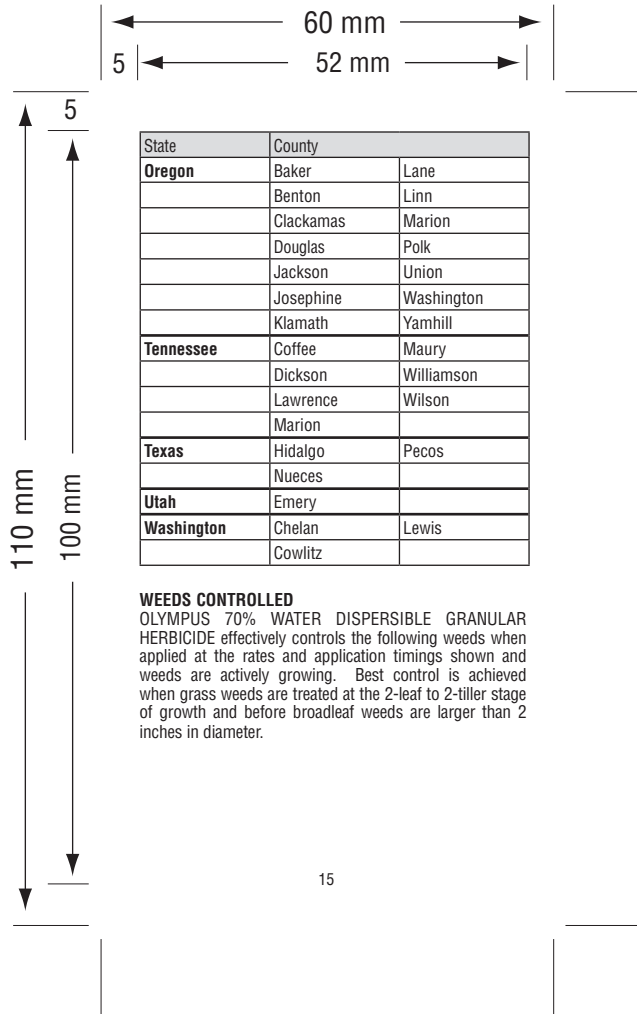 60 mm
5 52 mm
5
110 mm
100 mm
State County
Oregon Baker Lane
Benton Linn
Clackamas Marion
Douglas Polk
Jackson Union
Josephine Washington
Klamath Yamhill
Tennessee Coffee Maury
Dickson Williamson
Lawrence Wilson
Marion
Texas Hidalgo Pecos
Nueces
Utah Emery
Washington Chelan Lewis
Cowlitz
WEEDS CONTROLLED
OLYMPUS 70% WATER DISPERSIBLE GRANULAR
HERBICIDE effectively controls the following weeds when
applied at the rates and application timings shown and
weeds are actively growing. Best control is achieved
when grass weeds are treated at the 2-leaf to 2-tiller stage
of growth and before broadleaf weeds are larger than 2
inches in diameter.
15